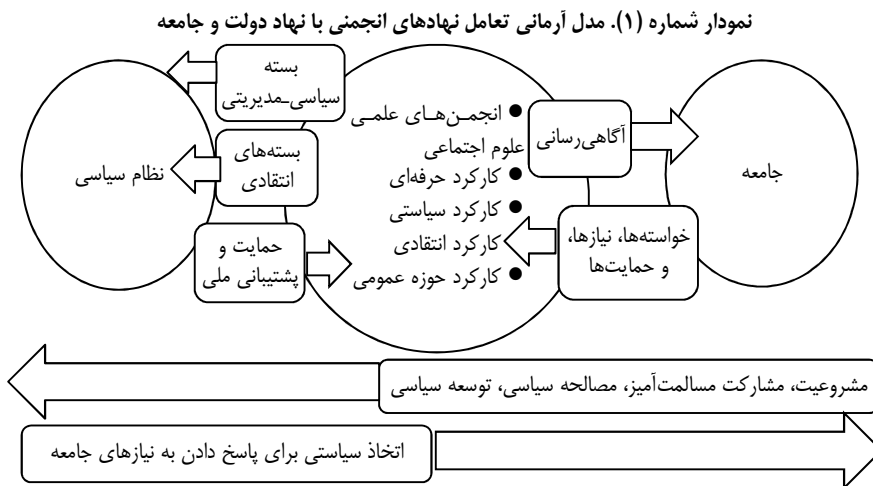 نمودار شماره (۱). مدل آرمانی تعامل نهادهای انجمنی با نهاد دولت و جامعه
جامعه
آگاهی‌رسانی
خواسته‌ها، نیازها،
و حمایت‌ها
● انجمـن‌هـای علمـی
علوم اجتماعی
● کارکرد حرفه‌ای
● کارکرد سیاستی
کارکرد انتقادی
● کارکرد حوزه عمومی
بسته
سیاسی‌ـ‌مدیریتی
بسته‌های
انتقادی
حمایت و
پشتیبانی ملی
نظام سیاسی
مشروعیت، مشارکت مسالمت‌آمیز، مصالحه سیاسی، توسعه سیاسی
اتخاذ سیاستی برای پاسخ دادن به نیازهای جامعه